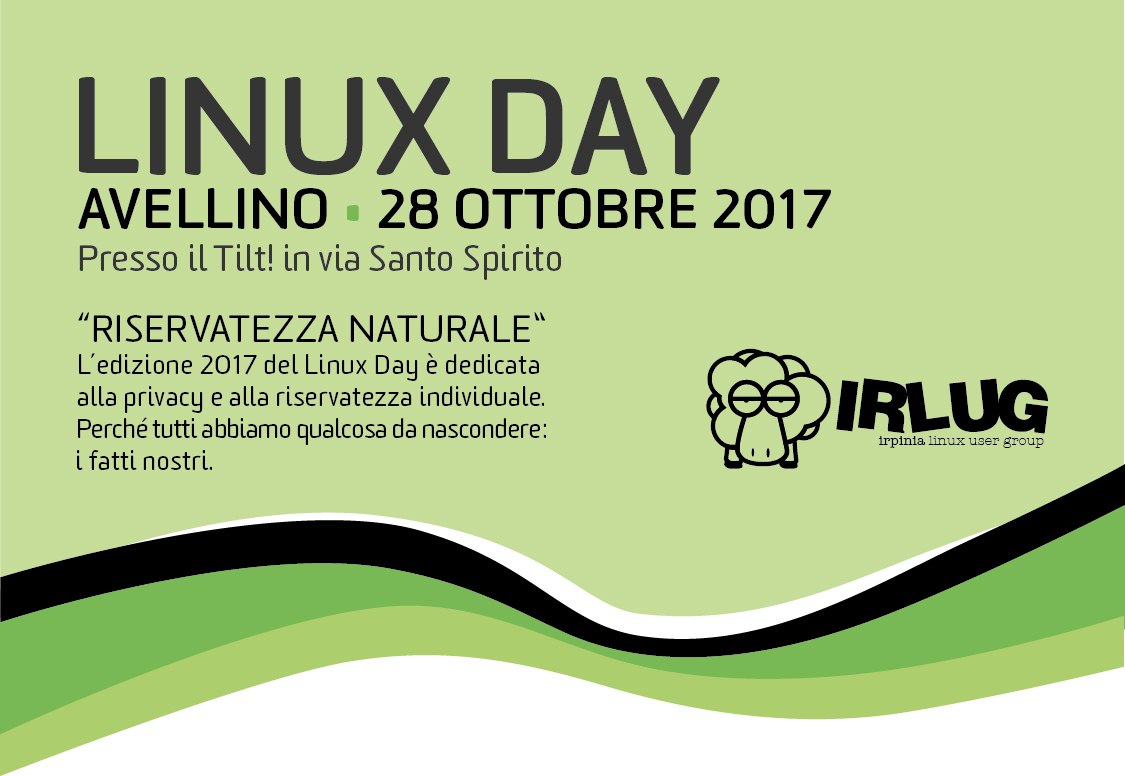 LINUX DAY
AVELLINO • 28 OTTOBRE 2017
Presso il Tilt! in via Santo Spirito
“RISERVATEZZA NATURALE“
L´edizione 2017 del Linux Day è dedicata
alla privacy e alla riservatezza individuale.
Perché tutti abbiamo qualcosa da nascondere:
i fatti nostri.
IRLUG
irpinia linux user group